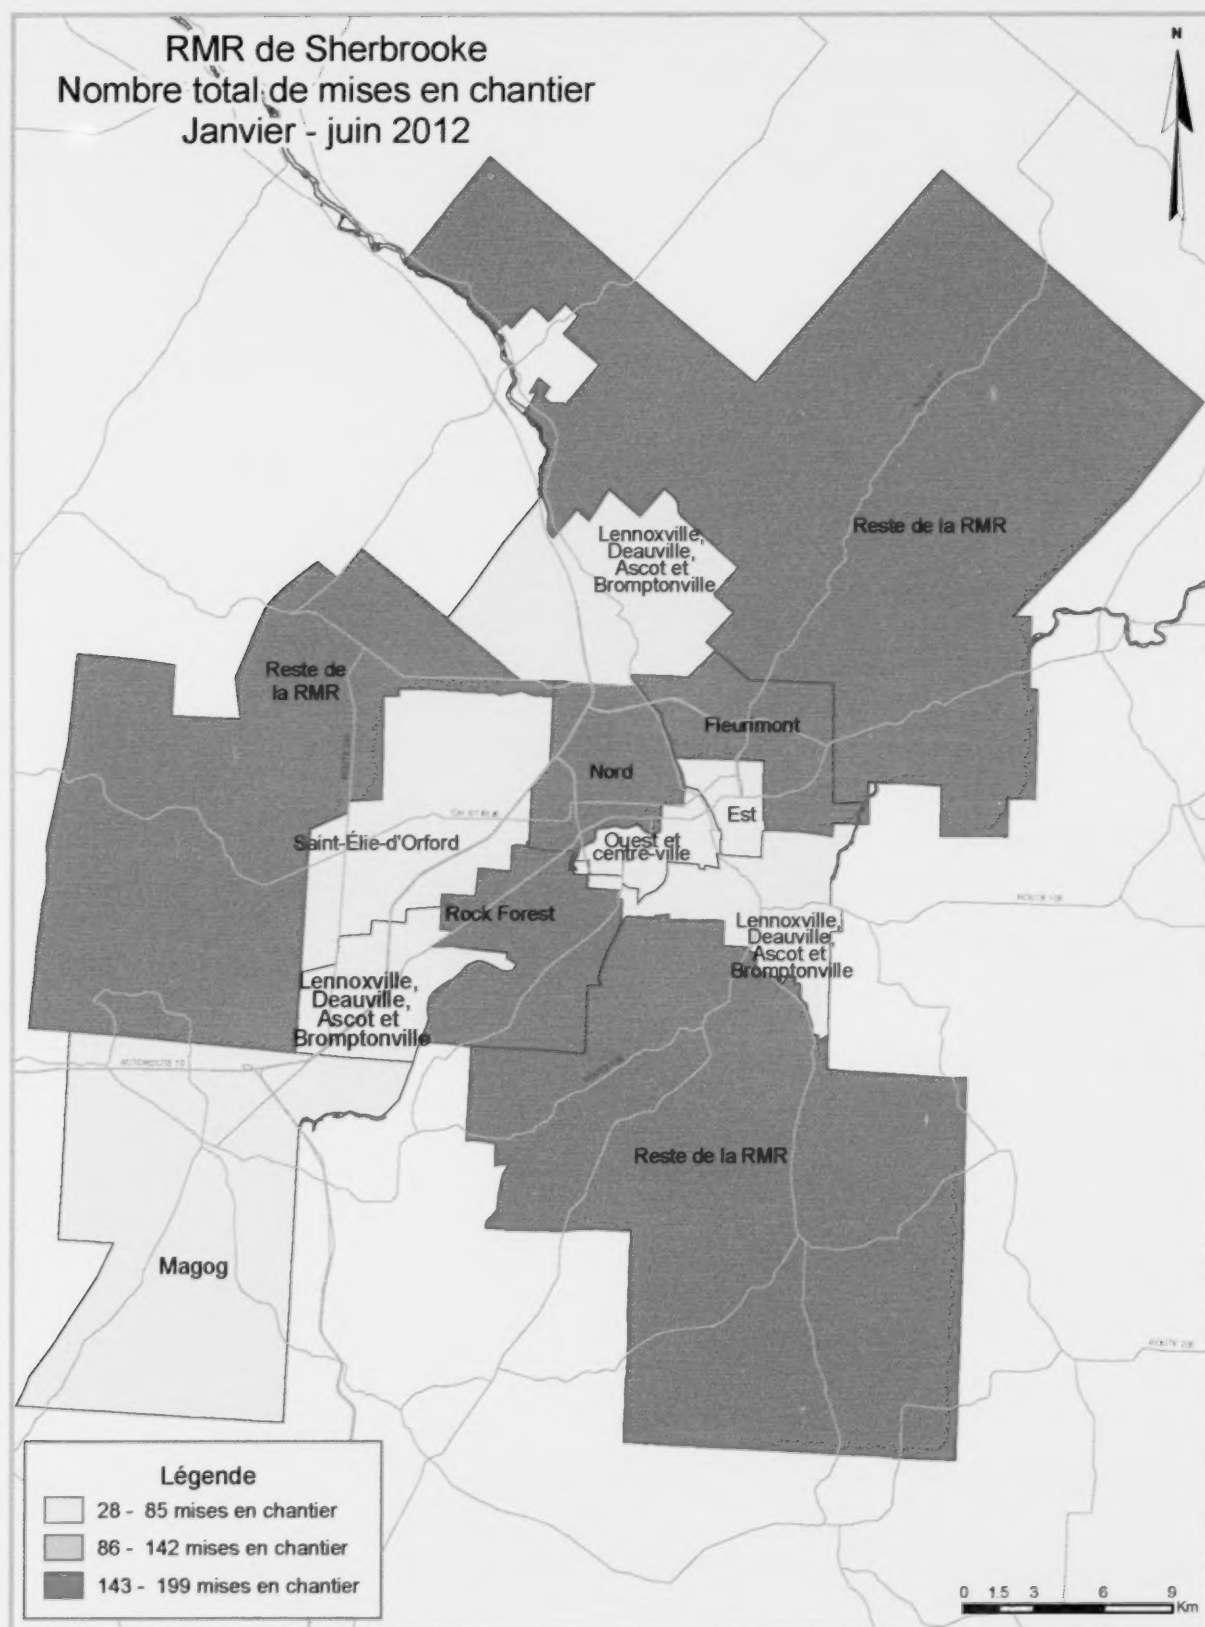 RMR de Sherbrooke
Nombre total de mises en chantier
Janvier - juin 2012
N
Lennoxville,
Deauville,
Ascot et
Bromptonville
Reste de la RMR
Reste de
la RMR
Fleurimont
Nord
Est
Saint-Élie-d'Orford
Ouest et
centre-ville
Rock Forest
Lennoxville,
Deauville,
Ascot et
Bromptonville
Lennoxville,
Deauville,
Ascot et
Bromptonville
AUTOROUTE 10
Reste de la RMR
Magog
Légende
28 - 85 mises en chantier
86 - 142 mises en chantier
143 - 199 mises en chantier
0 1.5 3 6 9
Km